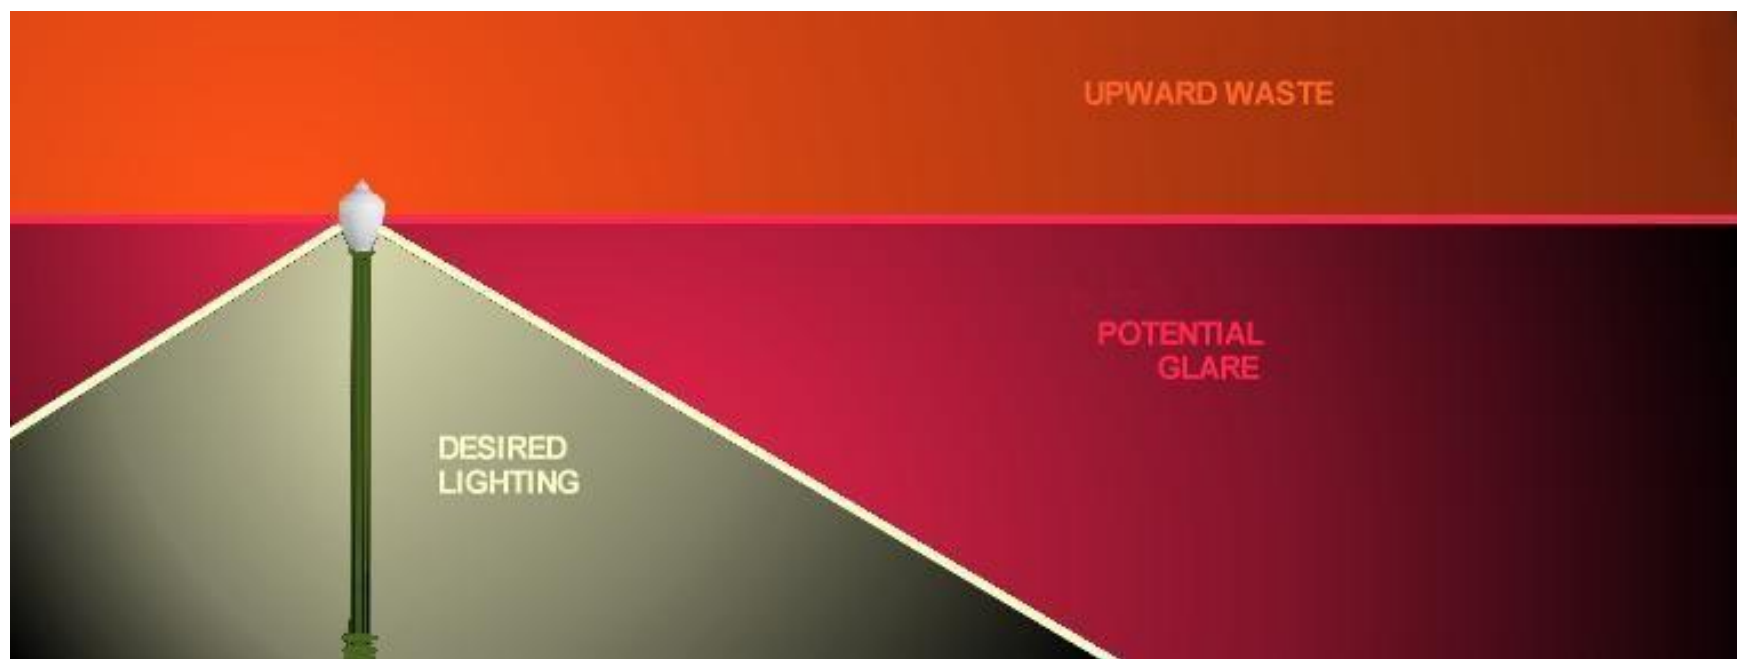 UPWARD WASTE
POTENTIAL
GLARE
DESIRED
LIGHTING